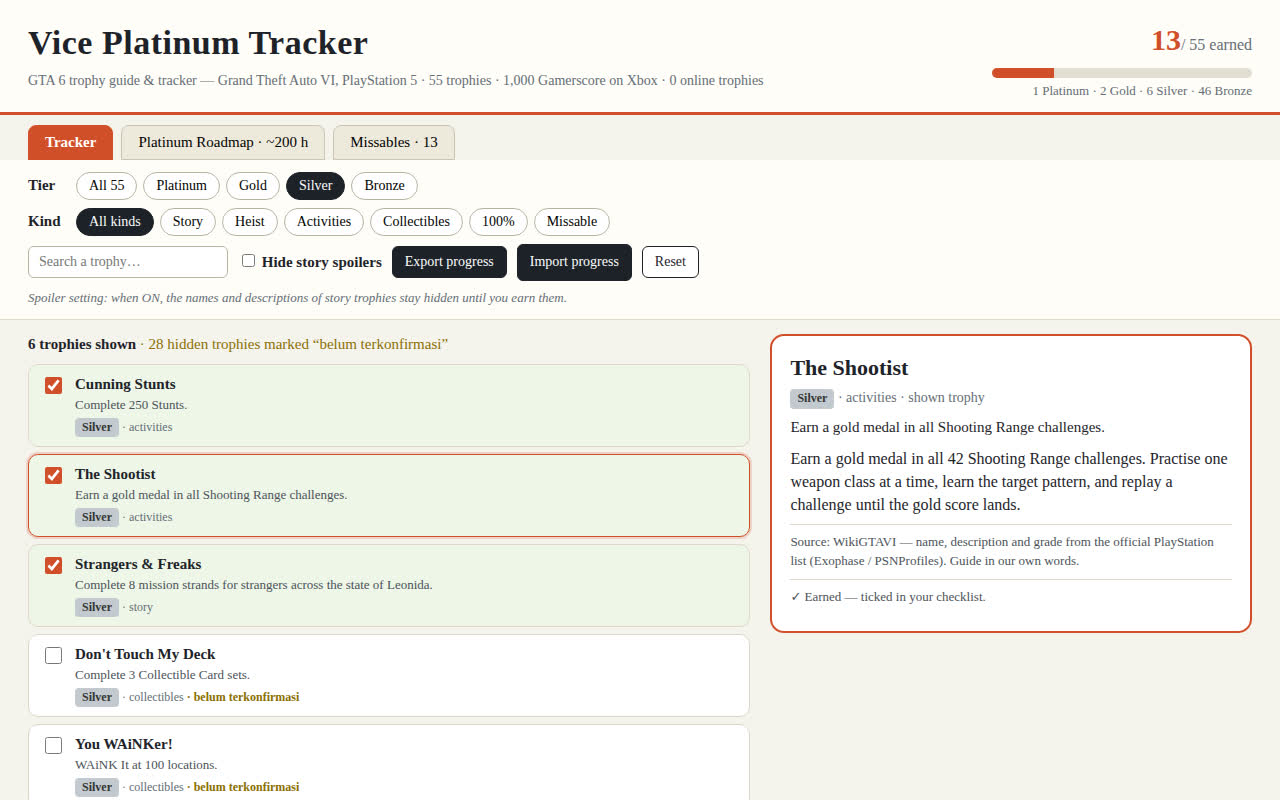 Vice Platinum Tracker
GTA 6 trophy guide & tracker — Grand Theft Auto VI, PlayStation 5 · 55 trophies · 1,000 Gamerscore on Xbox · 0 online trophies
13/ 55 earned
1 Platinum · 2 Gold · 6 Silver · 46 Bronze
Tracker
Platinum Roadmap · ~200 h
Missables · 13
Tier All 55 Platinum Gold Silver Bronze
Kind All kinds Story Heist Activities Collectibles 100% Missable
Search a trophy… Hide story spoilers Export progress Import progress Reset
Spoiler setting: when ON, the names and descriptions of story trophies stay hidden until you earn them.
6 trophies shown · 28 hidden trophies marked “belum terkonfirmasi”
Cunning Stunts
Complete 250 Stunts.
Silver · activities
The Shootist
Earn a gold medal in all Shooting Range challenges.
Silver · activities
Strangers & Freaks
Complete 8 mission strands for strangers across the state of Leonida.
Silver · story
Don't Touch My Deck
Complete 3 Collectible Card sets.
Silver · collectibles · belum terkonfirmasi
You WAiNKer!
WAiNK It at 100 locations.
Silver · collectibles · belum terkonfirmasi
The Shootist
Silver · activities · shown trophy
Earn a gold medal in all Shooting Range challenges.
Earn a gold medal in all 42 Shooting Range challenges. Practise one
weapon class at a time, learn the target pattern, and replay a
challenge until the gold score lands.
Source: WikiGTAVI — name, description and grade from the official PlayStation
list (Exophase / PSNProfiles). Guide in our own words.
✓ Earned — ticked in your checklist.